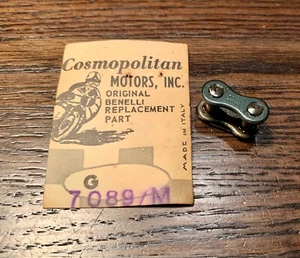 Cosmopolitan
MOTORS, INC.
ORIGINAL
BENELLI
REPLACEMENT
PART
MADE IN ITALY
G
7089/M